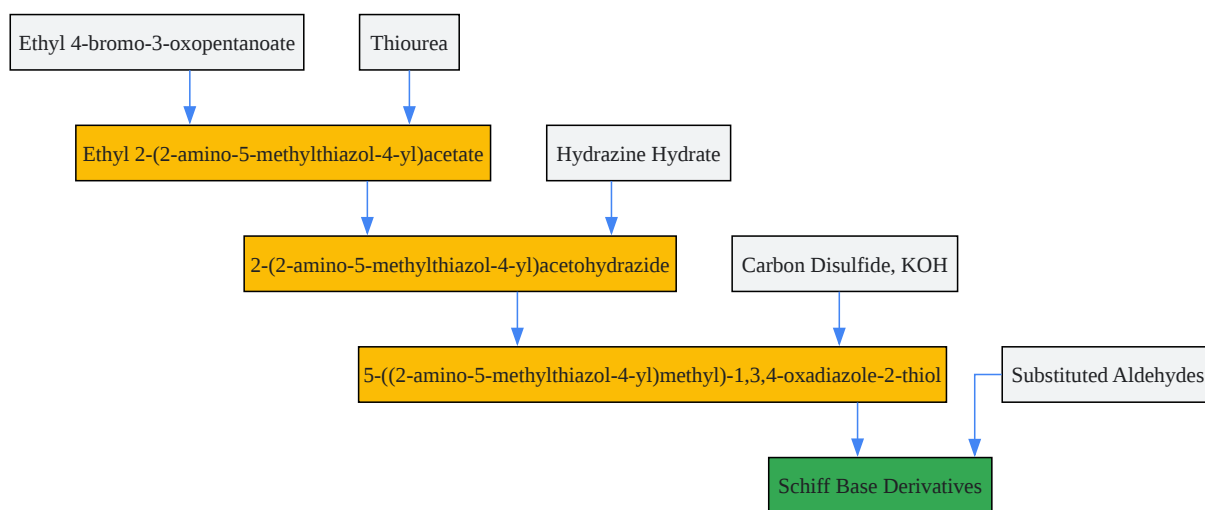 Ethyl 4-bromo-3-oxopentanoate
Thiourea
Ethyl 2-(2-amino-5-methylthiazol-4-yl)acetate
Hydrazine Hydrate
2-(2-amino-5-methylthiazol-4-yl)acetohydrazide
Carbon Disulfide, KOH
5-((2-amino-5-methylthiazol-4-yl)methyl)-1,3,4-oxadiazole-2-thiol
Substituted Aldehydes
Schiff Base Derivatives